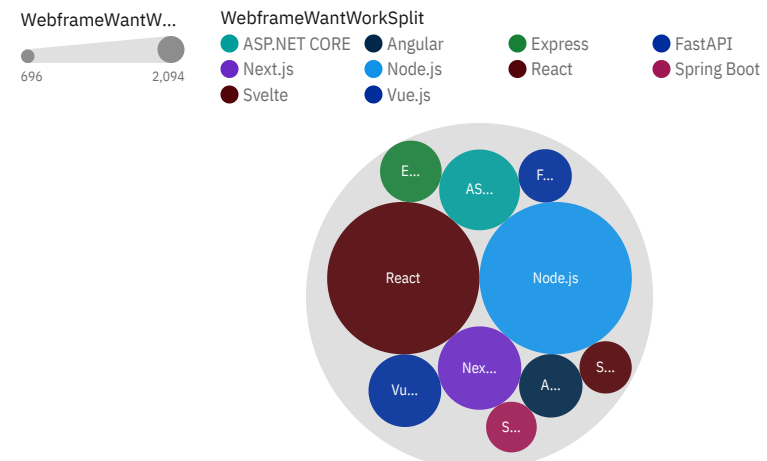 WebframeWantW...
696
2,094
WebframeWantWorkSplit
ASP.NET CORE Angular Express FastAPI
Next.js Node.js React Spring Boot
Svelte Vue.js
E... AS... F...
React Node.js
Nex... S...
Vu... A...
S...